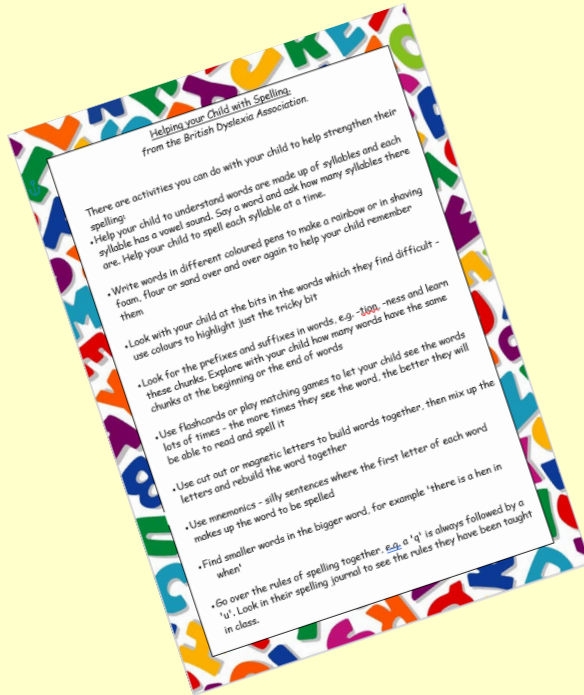 Helping your Child with Spelling.
from the British Dyslexia Association.
There are activities you can do with your child to help strengthen their
spelling:
•Help your child to understand words are made up of syllables and each
syllable has a vowel sound. Say a word and ask how many syllables there
are. Help your child to spell each syllable at a time.
•Write words in different coloured pens to make a rainbow or in shaving
foam, flour or sand over and over again to help your child remember
them
•Look with your child at the bits in the words which they find difficult -
use colours to highlight just the tricky bit
•Look for the prefixes and suffixes in words, e.g. -tion, -ness and learn
these chunks. Explore with your child how many words have the same
chunks at the beginning or the end of words
•Use flashcards or play matching games to let your child see the words
lots of times - the more times they see the word, the better they will
be able to read and spell it
•Use cut out or magnetic letters to build words together, then mix up the
letters and rebuild the word together
•Use mnemonics - silly sentences where the first letter of each word
makes up the word to be spelled
•Find smaller words in the bigger word, for example 'there is a hen in
when'
•Go over the rules of spelling together, e.g. a 'q' is always followed by a
'u'. Look in their spelling journal to see the rules they have been taught
in class.